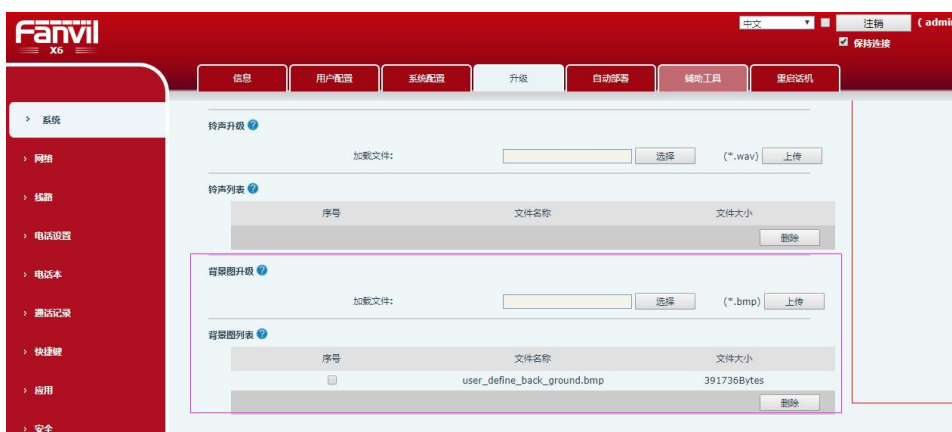 Fanvil
X6
中文 注销 ( admin
保持连接
信息 用户配置 系统配置 升级 自动部署 辅助工具 重启话机
系统
网络
线路
电话设置
电话本
通话记录
快捷键
应用
安全
铃声升级 ?
加载文件: 选择 (*.wav) 上传
铃声列表 ?
序号 文件名称 文件大小
删除
背景图升级 ?
加载文件: 选择 (*.bmp) 上传
背景图列表 ?
序号 文件名称 文件大小
user_define_back_ground.bmp 391736Bytes
删除